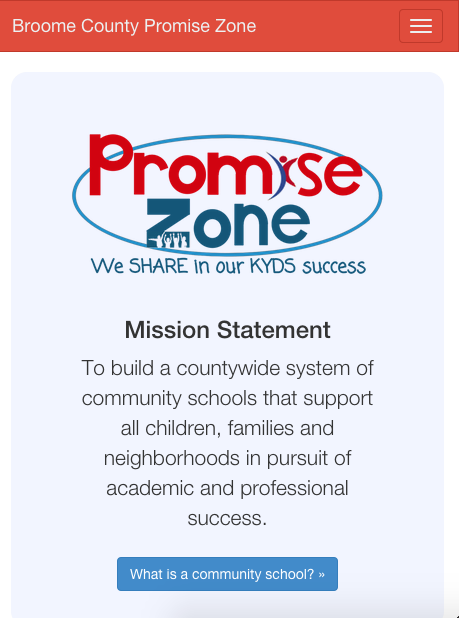 Broome County Promise Zone
Promise
Zone
We SHARE in our KYDS success
Mission Statement
To build a countywide system of
community schools that support
all children, families and
neighborhoods in pursuit of
academic and professional
success.
What is a community school? »